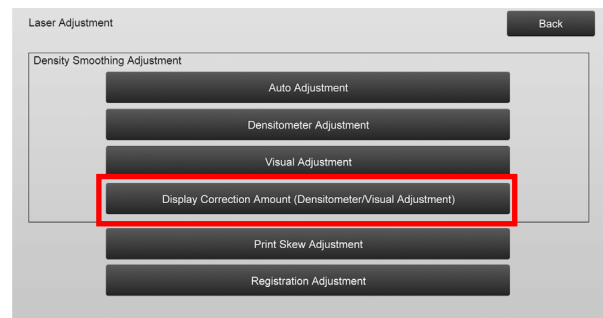 Laser Adjustment
Back
Density Smoothing Adjustment
Auto Adjustment
Densitometer Adjustment
Visual Adjustment
Display Correction Amount (Densitometer/Visual Adjustment)
Print Skew Adjustment
Registration Adjustment